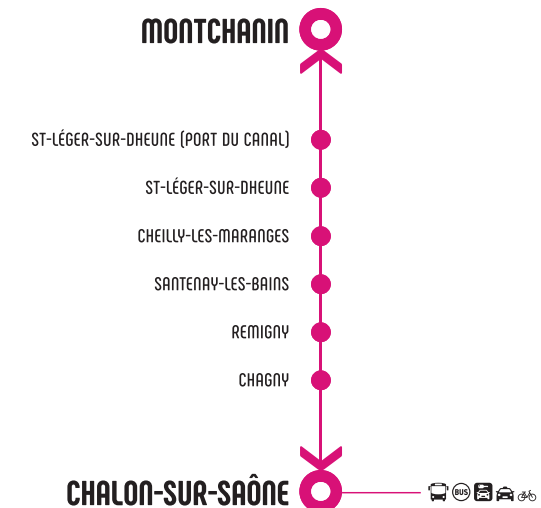 MONTCHANIN
ST-LÉGER-SUR-DHEUNE (PORT DU CANAL)
ST-LÉGER-SUR-DHEUNE
CHEILLY-LES-MARANGES
SANTENAY-LES-BAINS
REMIGNY
CHAGNY
CHALON-SUR-SAÔNE
BUS